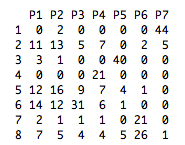 P1 P2 P3 P4 P5 P6 P7
1 0 2 0 0 0 0 44
2 11 13 5 7 0 2 5
3 3 1 0 0 40 0 0
4 0 0 0 21 0 0 0
5 12 16 9 7 4 1 0
6 14 12 31 6 1 0 0
7 2 1 1 1 0 21 0
8 7 5 4 4 5 26 1